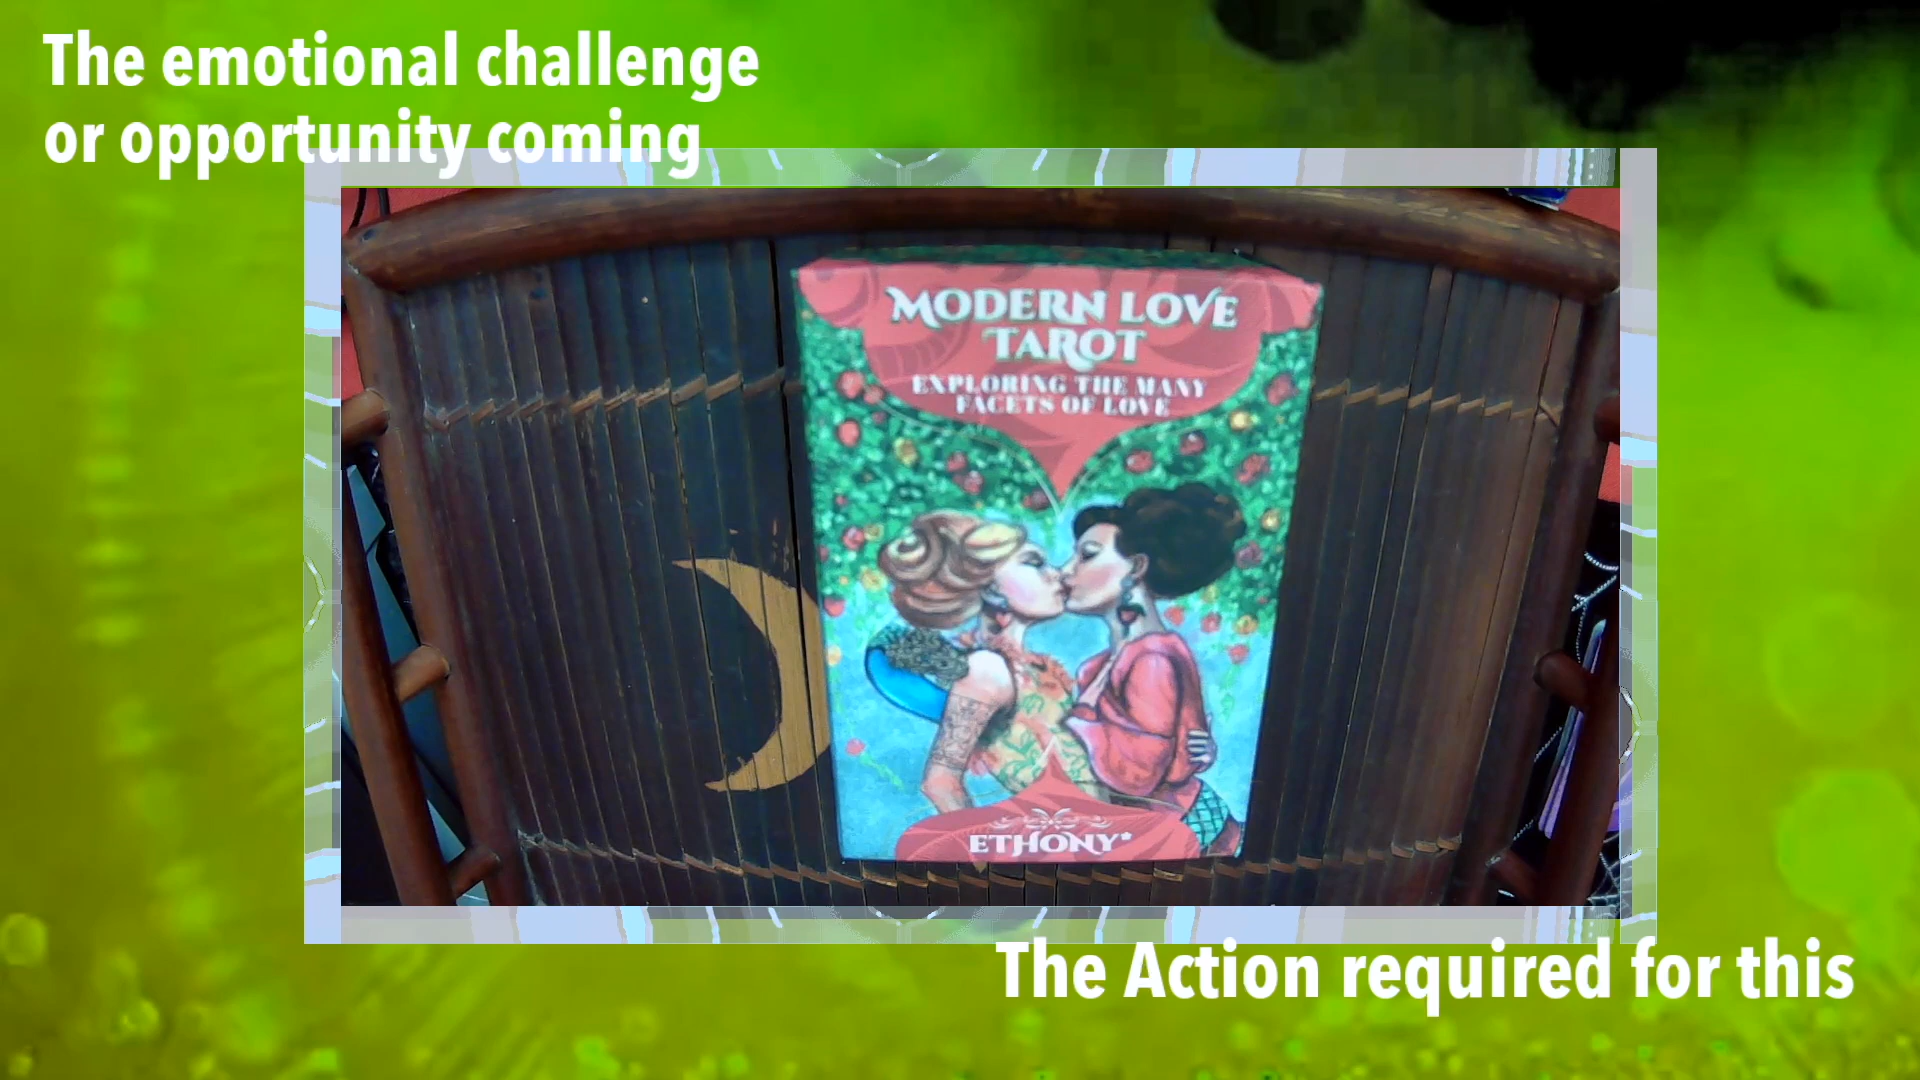 The emotional challenge
or opportunity coming
MODERN LOVE
TAROT
EXPLORING THE MANY
FACETS OF LOVE
ETHONY*
The Action required for this